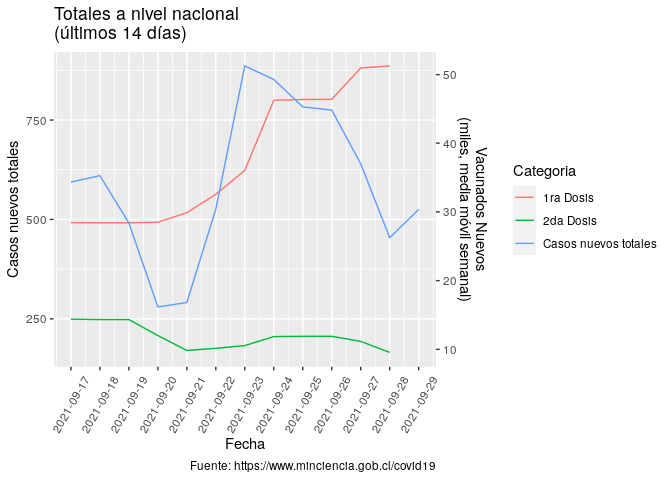 Totales a nivel nacional
(últimos 14 días)
Casos nuevos totales
750
500
250
50
40
30
20
10
Vacunados Nuevos
(miles, media móvil semanal)
2021-09-17
2021-09-18
2021-09-19
2021-09-20
2021-09-21
2021-09-22
2021-09-23
2021-09-24
2021-09-25
2021-09-26
2021-09-27
2021-09-28
2021-09-29
Fecha
Categoria
1ra Dosis
2da Dosis
Casos nuevos totales
Fuente: https://www.minciencia.gob.cl/covid19